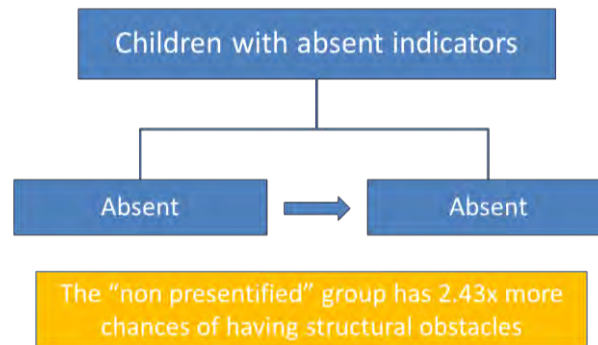 Children with absent indicators
Absent
Absent
The “non presentified” group has 2.43x more
chances of having structural obstacles